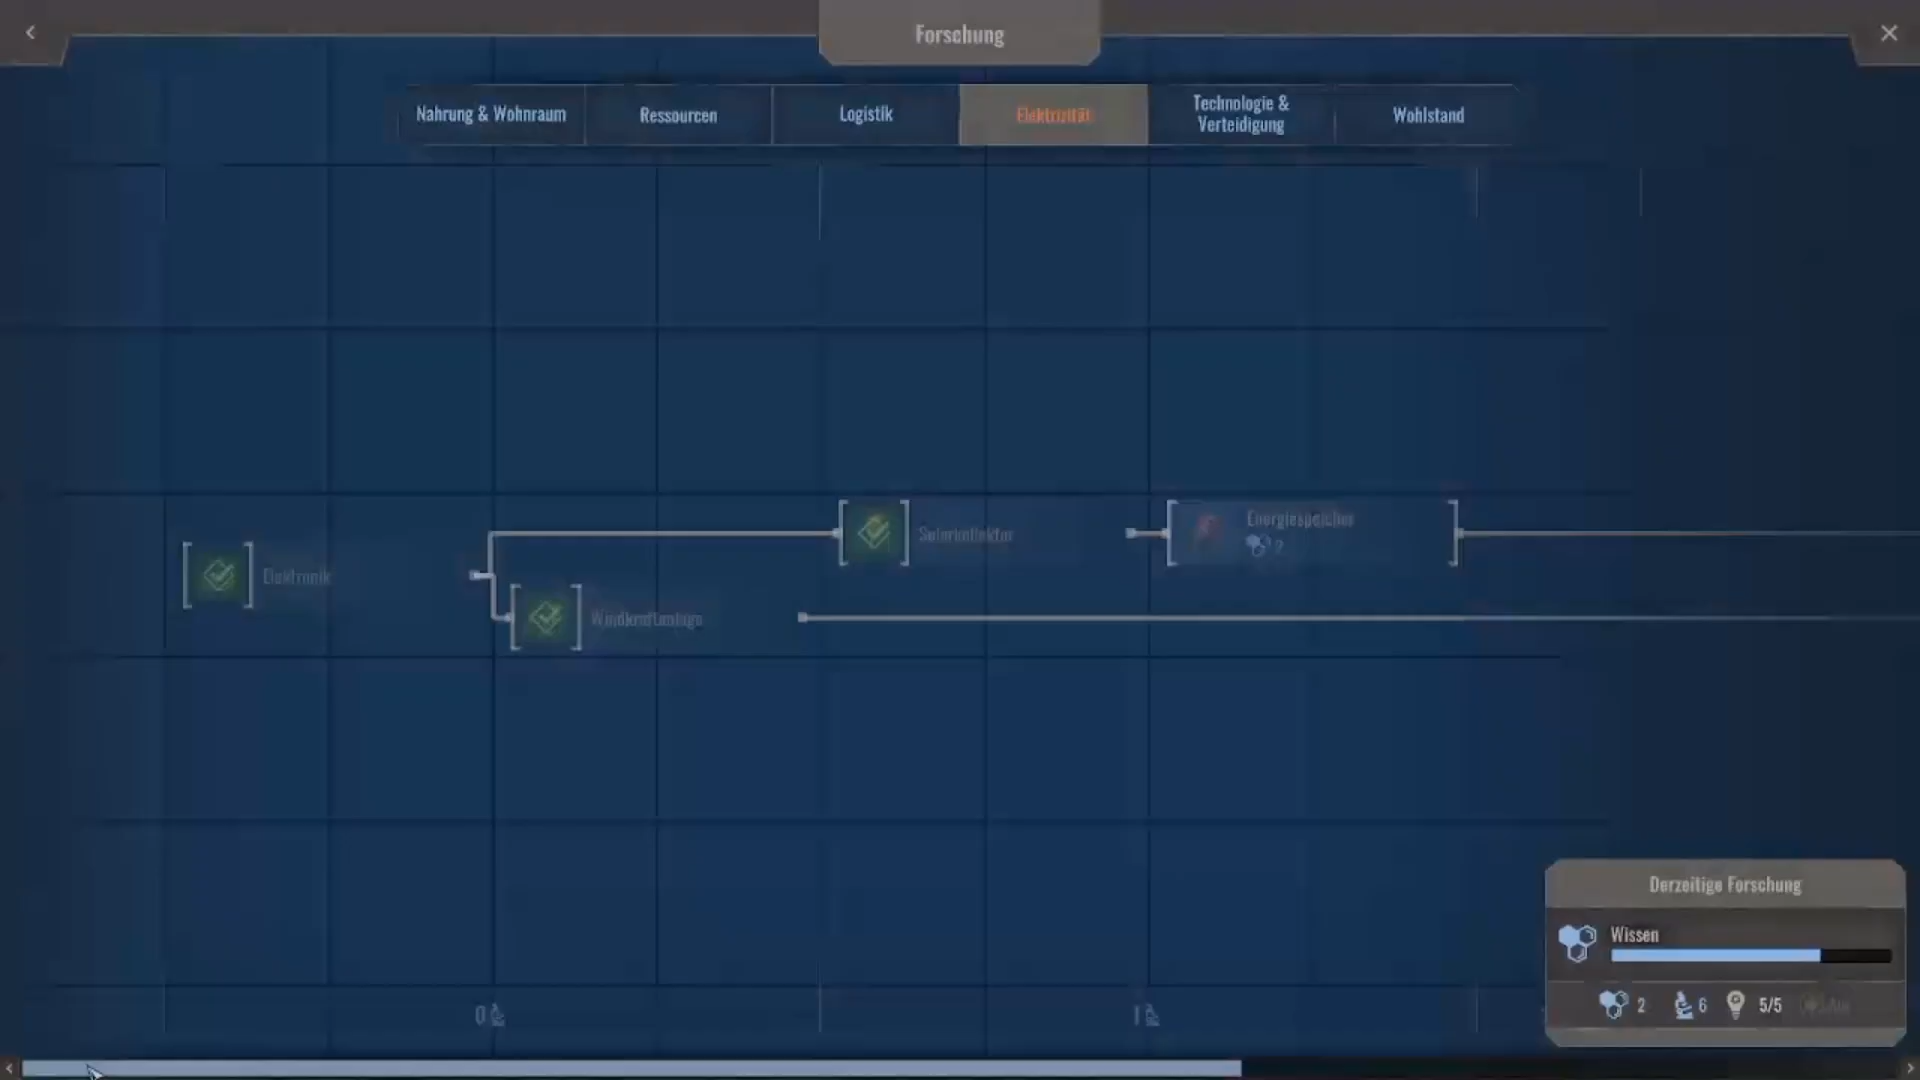 Forschung
Nahrung & Wohnraum
Ressourcen
Logistik
Elektrizität
Technologie &
Verteidigung
Wohlstand
Energiespeicher
2
Solarkollektor
Elektronik
Windkraftanlage
0
1
Derzeitige Forschung
Wissen
2
6
5/5